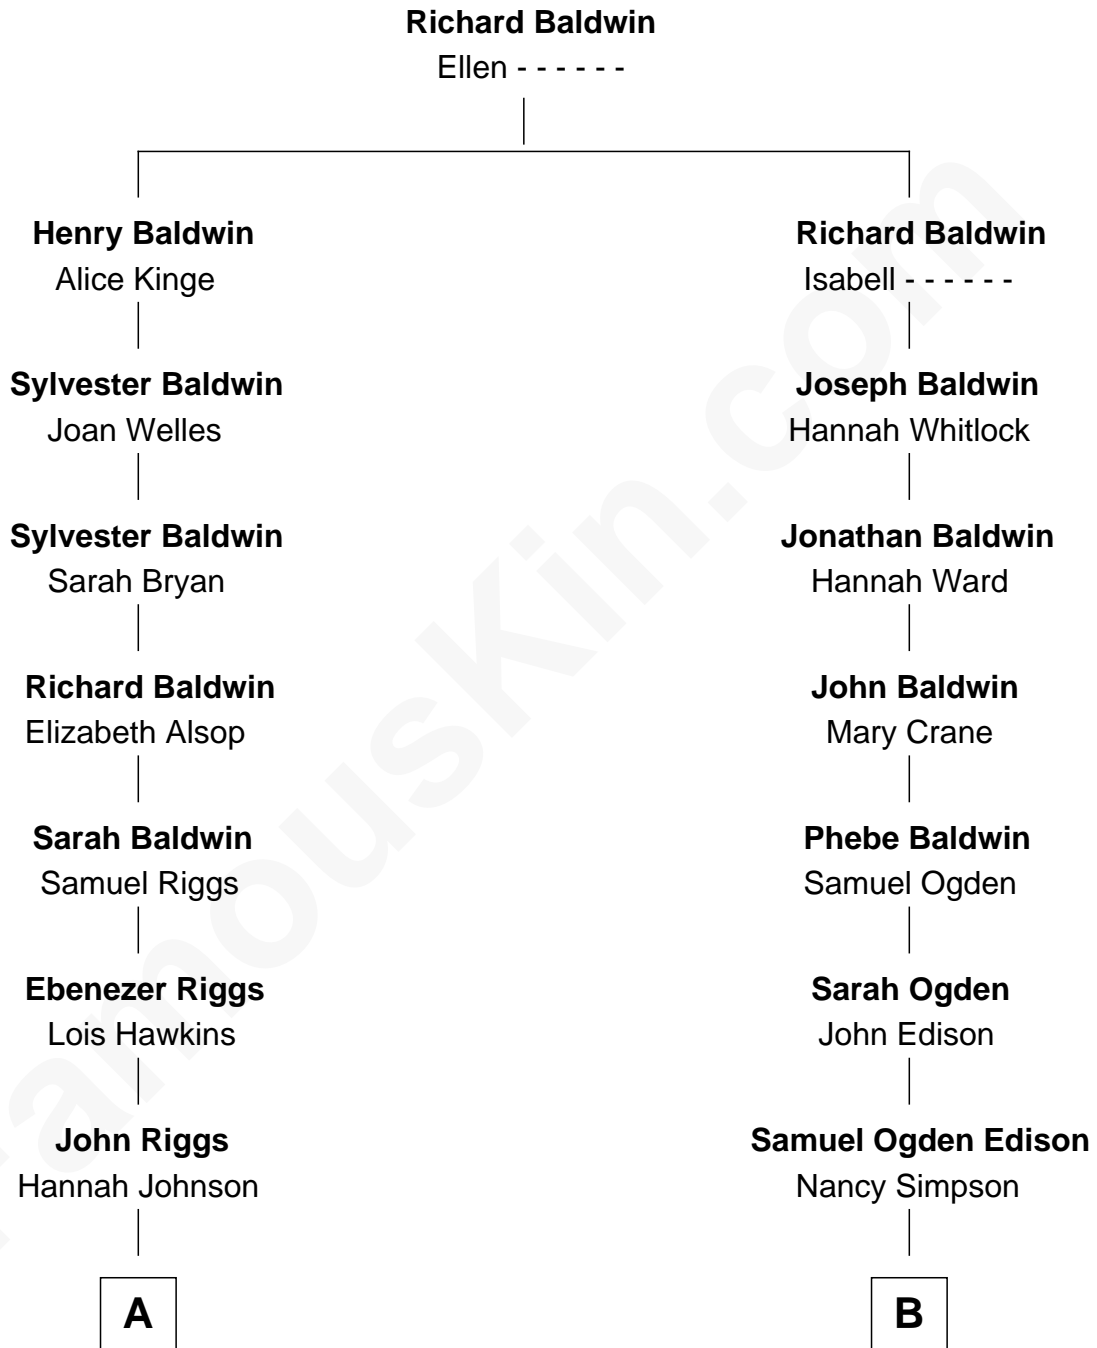 Richard Baldwin
Ellen - - - - - -
Henry Baldwin
Alice Kinge
Richard Baldwin
Isabell - - - - - -
Sylvester Baldwin
Joan Welles
Joseph Baldwin
Hannah Whitlock
Sylvester Baldwin
Sarah Bryan
Jonathan Baldwin
Hannah Ward
Richard Baldwin
Elizabeth Alsop
John Baldwin
Mary Crane
Sarah Baldwin
Samuel Riggs
Phebe Baldwin
Samuel Ogden
Ebenezer Riggs
Lois Hawkins
Sarah Ogden
John Edison
John Riggs
Hannah Johnson
Samuel Ogden Edison
Nancy Simpson
A
B
FamousKin.com